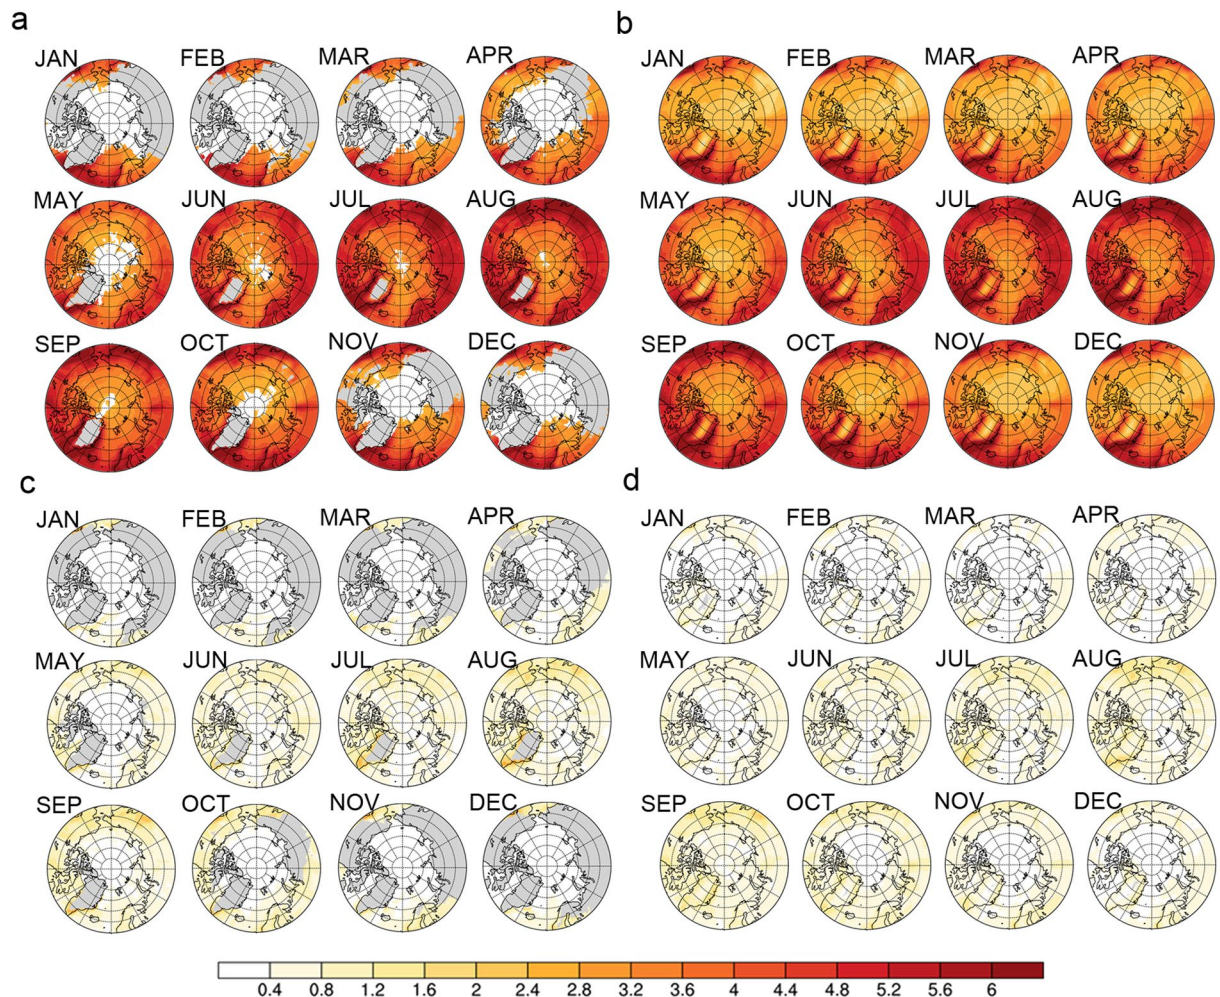 a
b
JAN FEB MAR APR
JAN FEB MAR APR
MAY JUN JUL AUG
MAY JUN JUL AUG
SEP OCT NOV DEC
SEP OCT NOV DEC
c
d
JAN FEB MAR APR
JAN FEB MAR APR
MAY JUN JUL AUG
MAY JUN JUL AUG
SEP OCT NOV DEC
SEP OCT NOV DEC
0.4 0.8 1.2 1.6 2 2.4 2.8 3.2 3.6 4 4.4 4.8 5.2 5.6 6